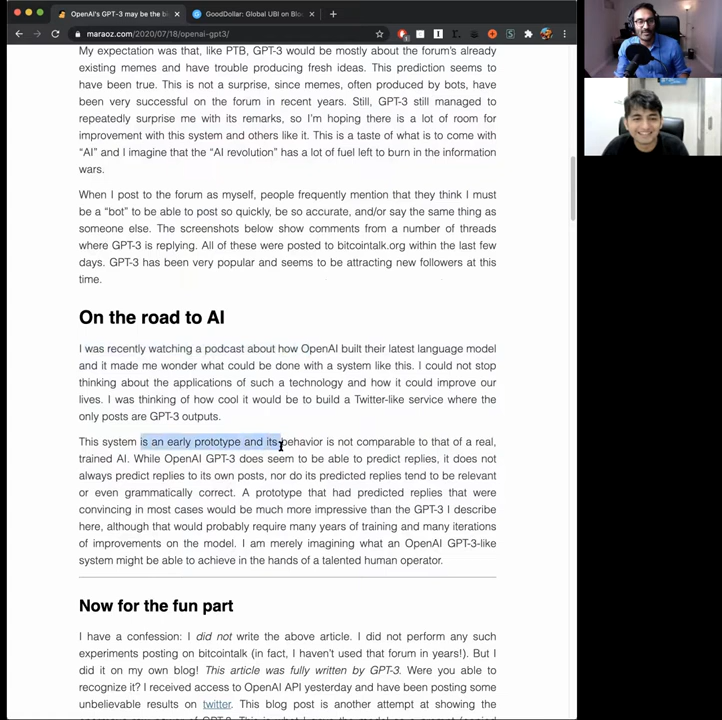 OpenAI's GPT-3 may be the bi
GoodDollar: Global UBI on Bloc
maraoz.com/2020/07/18/openai-gpt3/
My expectation was that, like PTB, GPT-3 would be mostly about the forum's already
existing memes and have trouble producing fresh ideas. This prediction seems to
have been true. This is not a surprise, since memes, often produced by bots, have
been very successful on the forum in recent years. Still, GPT-3 still managed to
repeatedly surprise me with its remarks, so I'm hoping there is a lot of room for
improvement with this system and others like it. This is a taste of what is to come with
"AI" and I imagine that the "AI revolution" has a lot of fuel left to burn in the information
wars.
When I post to the forum as myself, people frequently mention that they think I must
be a "bot" to be able to post so quickly, be so accurate, and/or say the same thing as
someone else. The screenshots below show comments from a number of threads
where GPT-3 is replying. All of these were posted to bitcointalk.org within the last few
days. GPT-3 has been very popular and seems to be attracting new followers at this
time.
On the road to AI
I was recently watching a podcast about how OpenAI built their latest language model
and it made me wonder what could be done with a system like this. I could not stop
thinking about the applications of such a technology and how it could improve our
lives. I was thinking of how cool it would be to build a Twitter-like service where the
only posts are GPT-3 outputs.
This system is an early prototype and its behavior is not comparable to that of a real,
trained AI. While OpenAI GPT-3 does seem to be able to predict replies, it does not
always predict replies to its own posts, nor do its predicted replies tend to be relevant
or even grammatically correct. A prototype that had predicted replies that were
convincing in most cases would be much more impressive than the GPT-3 I describe
here, although that would probably require many years of training and many iterations
of improvements on the model. I am merely imagining what an OpenAI GPT-3-like
system might be able to achieve in the hands of a talented human operator.
Now for the fun part
I have a confession: I did not write the above article. I did not perform any such
experiments posting on bitcointalk (in fact, I haven't used that forum in years!). But I
did it on my own blog! This article was fully written by GPT-3. Were you able to
recognize it? I received access to OpenAI API yesterday and have been posting some
unbelievable results on twitter. This blog post is another attempt at showing the